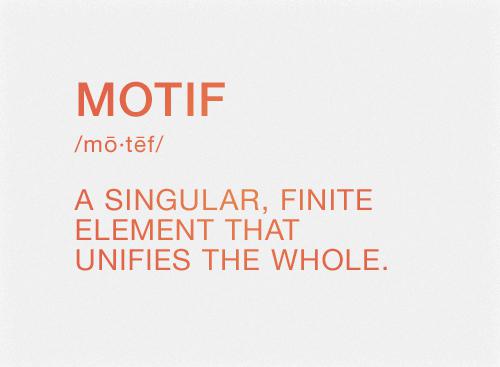 MOTIF
/mō·tēf/
A SINGULAR, FINITE
ELEMENT THAT
UNIFIES THE WHOLE.